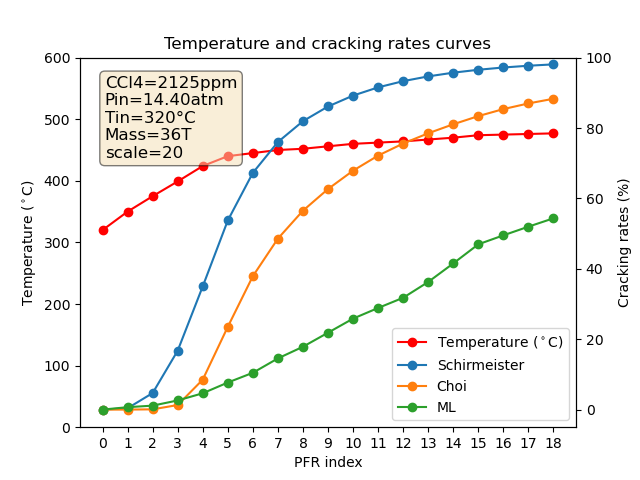 Temperature and cracking rates curves
CCl4=2125ppm
Pin=14.40atm
Tin=320°C
Mass=36T
scale=20
Temperature (°C)
600
500
400
300
200
100
0
Cracking rates (%)
100
80
60
40
20
0
Temperature (°C)
Schirmeister
Choi
ML
0 1 2 3 4 5 6 7 8 9 10 11 12 13 14 15 16 17 18
PFR index